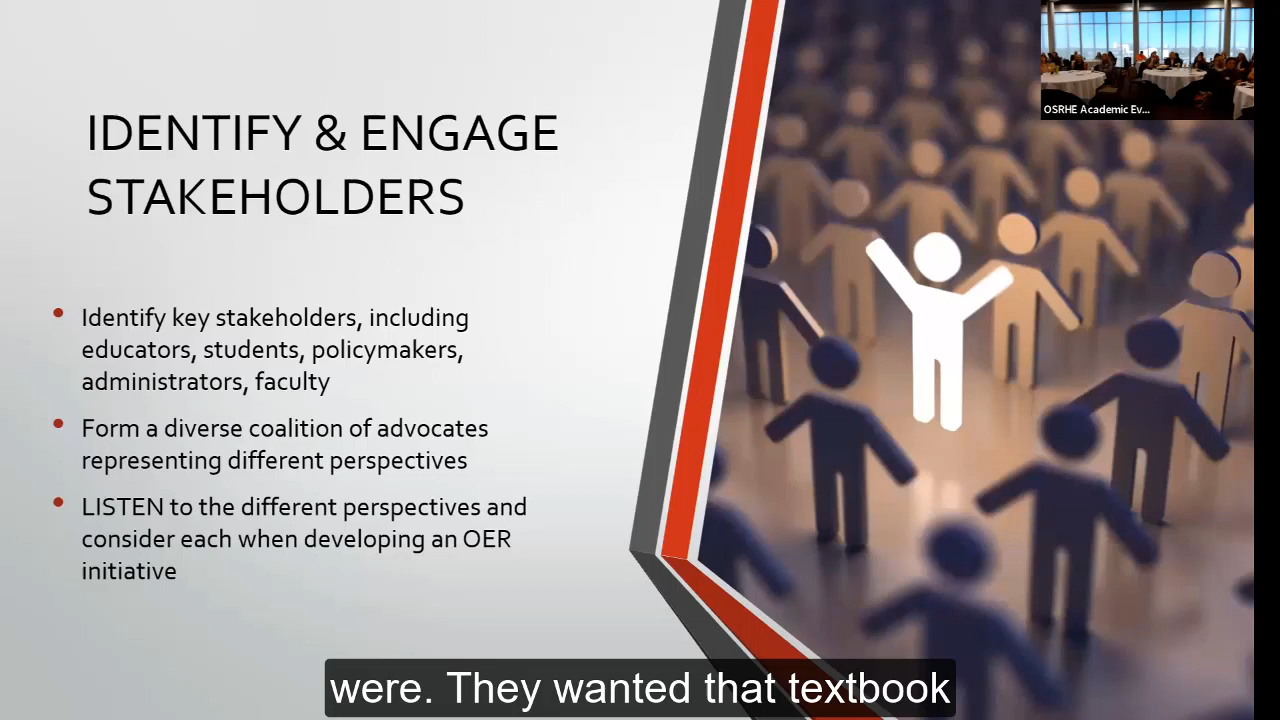 OSRHE Academic Ev...
IDENTIFY & ENGAGE
STAKEHOLDERS
• Identify key stakeholders, including
educators, students, policymakers,
administrators, faculty
• Form a diverse coalition of advocates
representing different perspectives
• LISTEN to the different perspectives and
consider each when developing an OER
initiative
were. They wanted that textbook